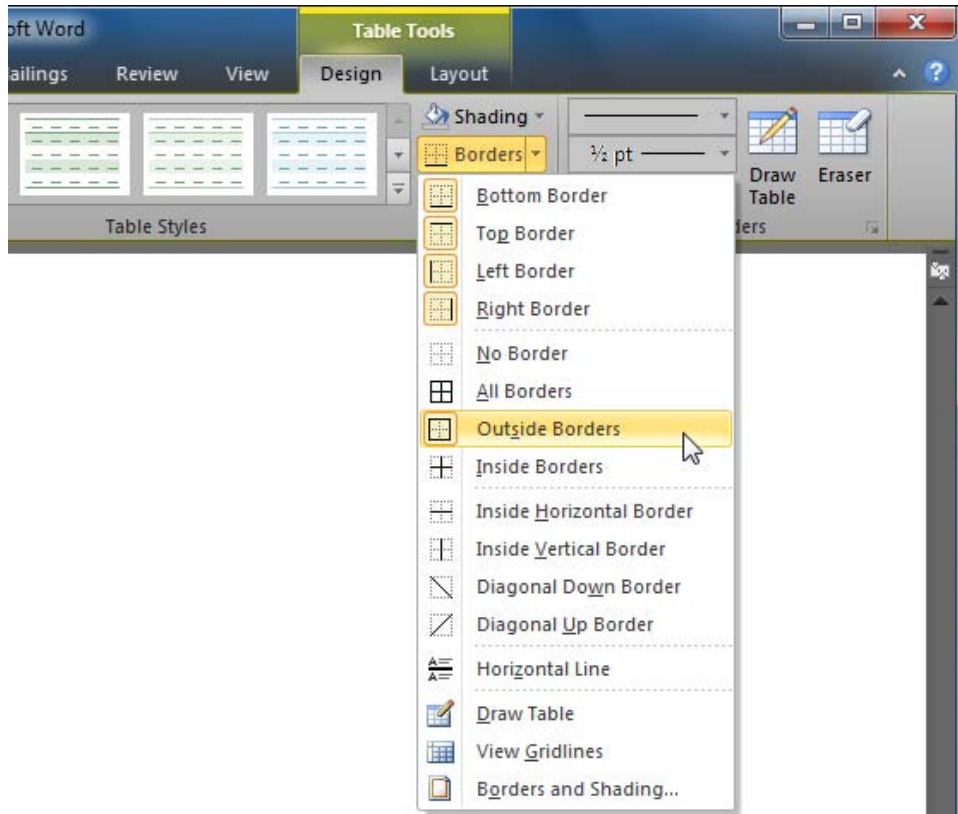 oft Word
Table Tools
ailings Review View Design Layout
Shading
Borders
½ pt
Draw
Table
Eraser
Table Styles
ders
Bottom Border
Top Border
Left Border
Right Border
No Border
All Borders
Outside Borders
Inside Borders
Inside Horizontal Border
Inside Vertical Border
Diagonal Down Border
Diagonal Up Border
Horizontal Line
Draw Table
View Gridlines
Borders and Shading...